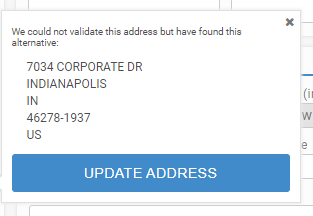 We could not validate this address but have found this
alternative:
7034 CORPORATE DR
INDIANAPOLIS
IN
46278-1937
US
UPDATE ADDRESS